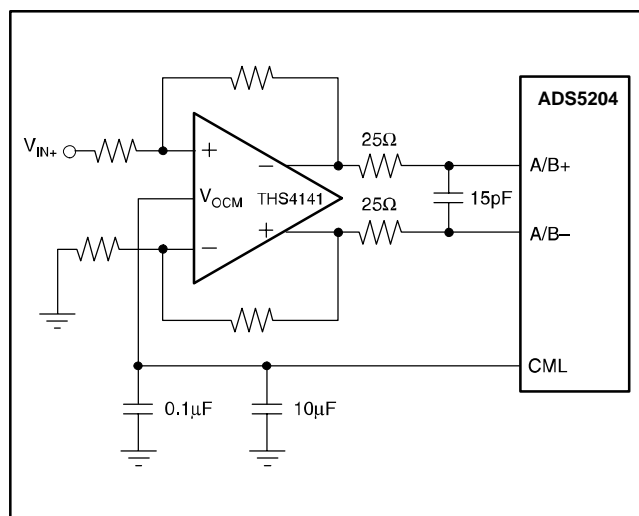 ADS5204
25Ω
V_IN+
+
−
A/B+
V_OCM
THS4141
15pF
25Ω
+
−
A/B−
CML
0.1μF
10μF